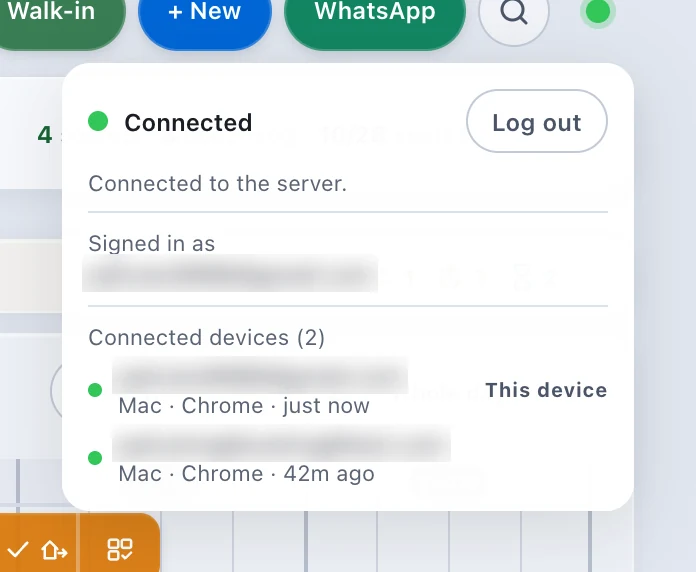 Walk-in
+ New
WhatsApp
4
Connected
Log out
Connected to the server.
Signed in as
Connected devices (2)
This device
Mac · Chrome · just now
Mac · Chrome · 42m ago